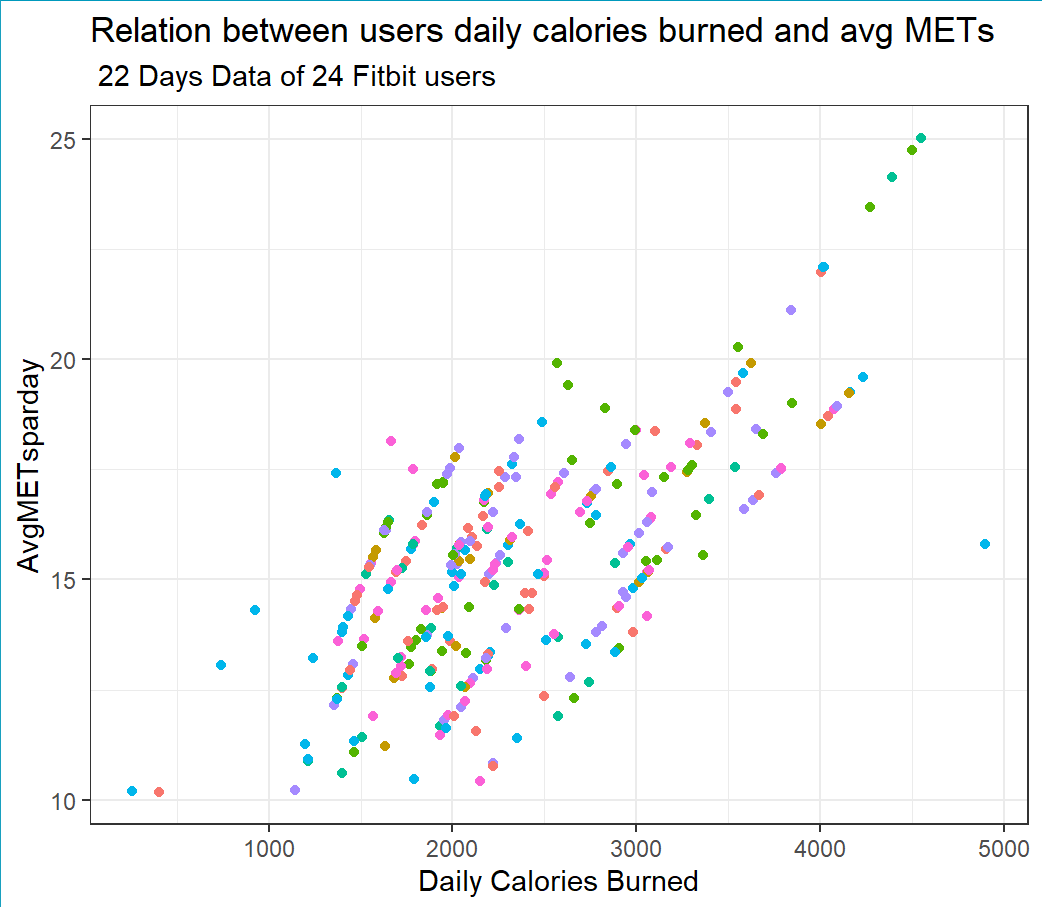 Relation between users daily calories burned and avg METs
22 Days Data of 24 Fitbit users
AvgMETsparday
25
20
15
10
1000 2000 3000 4000 5000
Daily Calories Burned